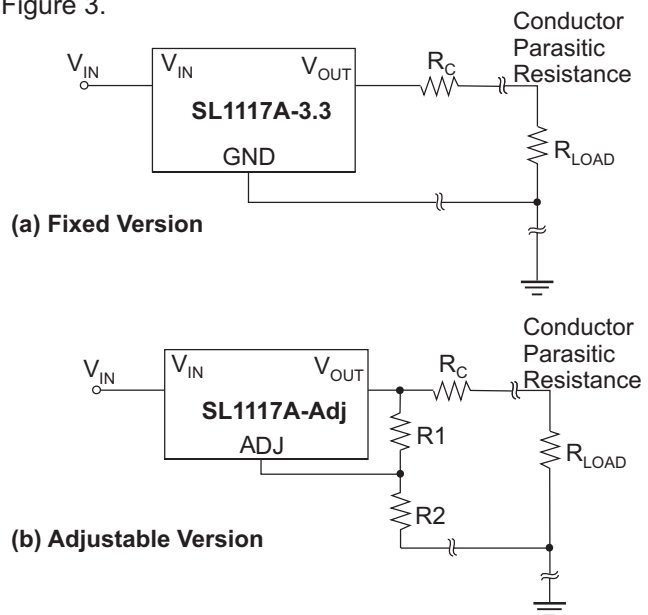 Figure 3.
Conductor
Parasitic
Resistance
V_IN
V_IN
V_OUT
R_C
SL1117A-3.3
R_LOAD
GND
(a) Fixed Version
Conductor
Parasitic
Resistance
V_IN
V_IN
V_OUT
R_C
SL1117A-Adj
R1
ADJ
R_LOAD
R2
(b) Adjustable Version